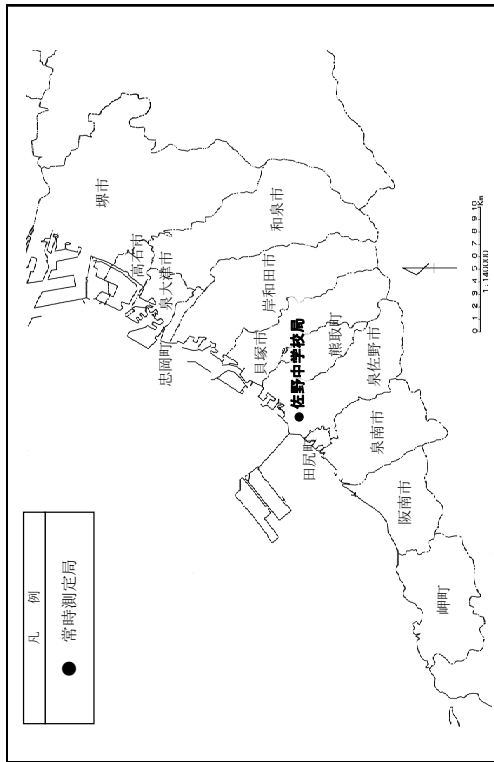 凡 例
● 常時測定局
堺市
高石市
泉大津市
和泉市
忠岡町
岸和田市
貝塚市
●佐野中学校局
熊取町
泉佐野市
田尻町
泉南市
阪南市
岬町
0 1 2 3 4 5 6 7 8 9 10
Km
1:140000